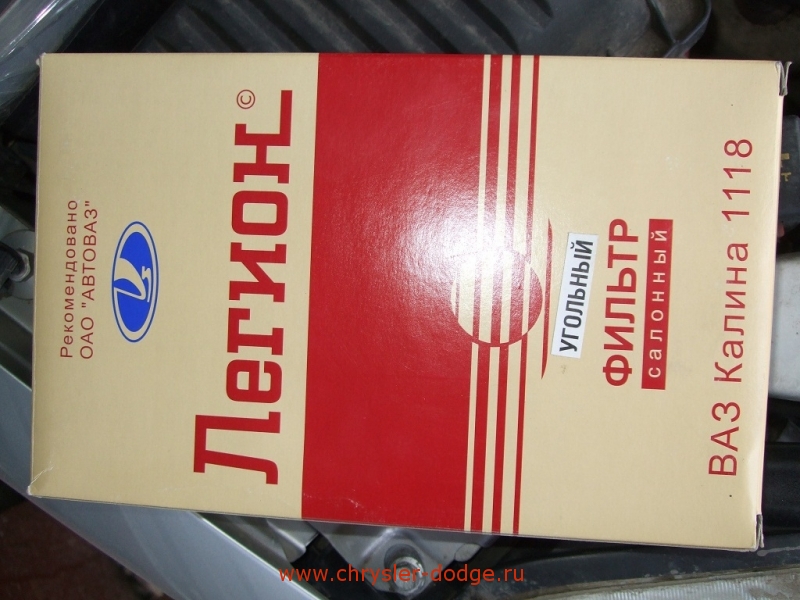 Рекомендовано
ОАО "АВТОВАЗ"
Легион©
УГОЛЬНЫЙ
ФИЛЬТР
салонный
ВАЗ Калина 1118
www.chrysler-dodge.ru